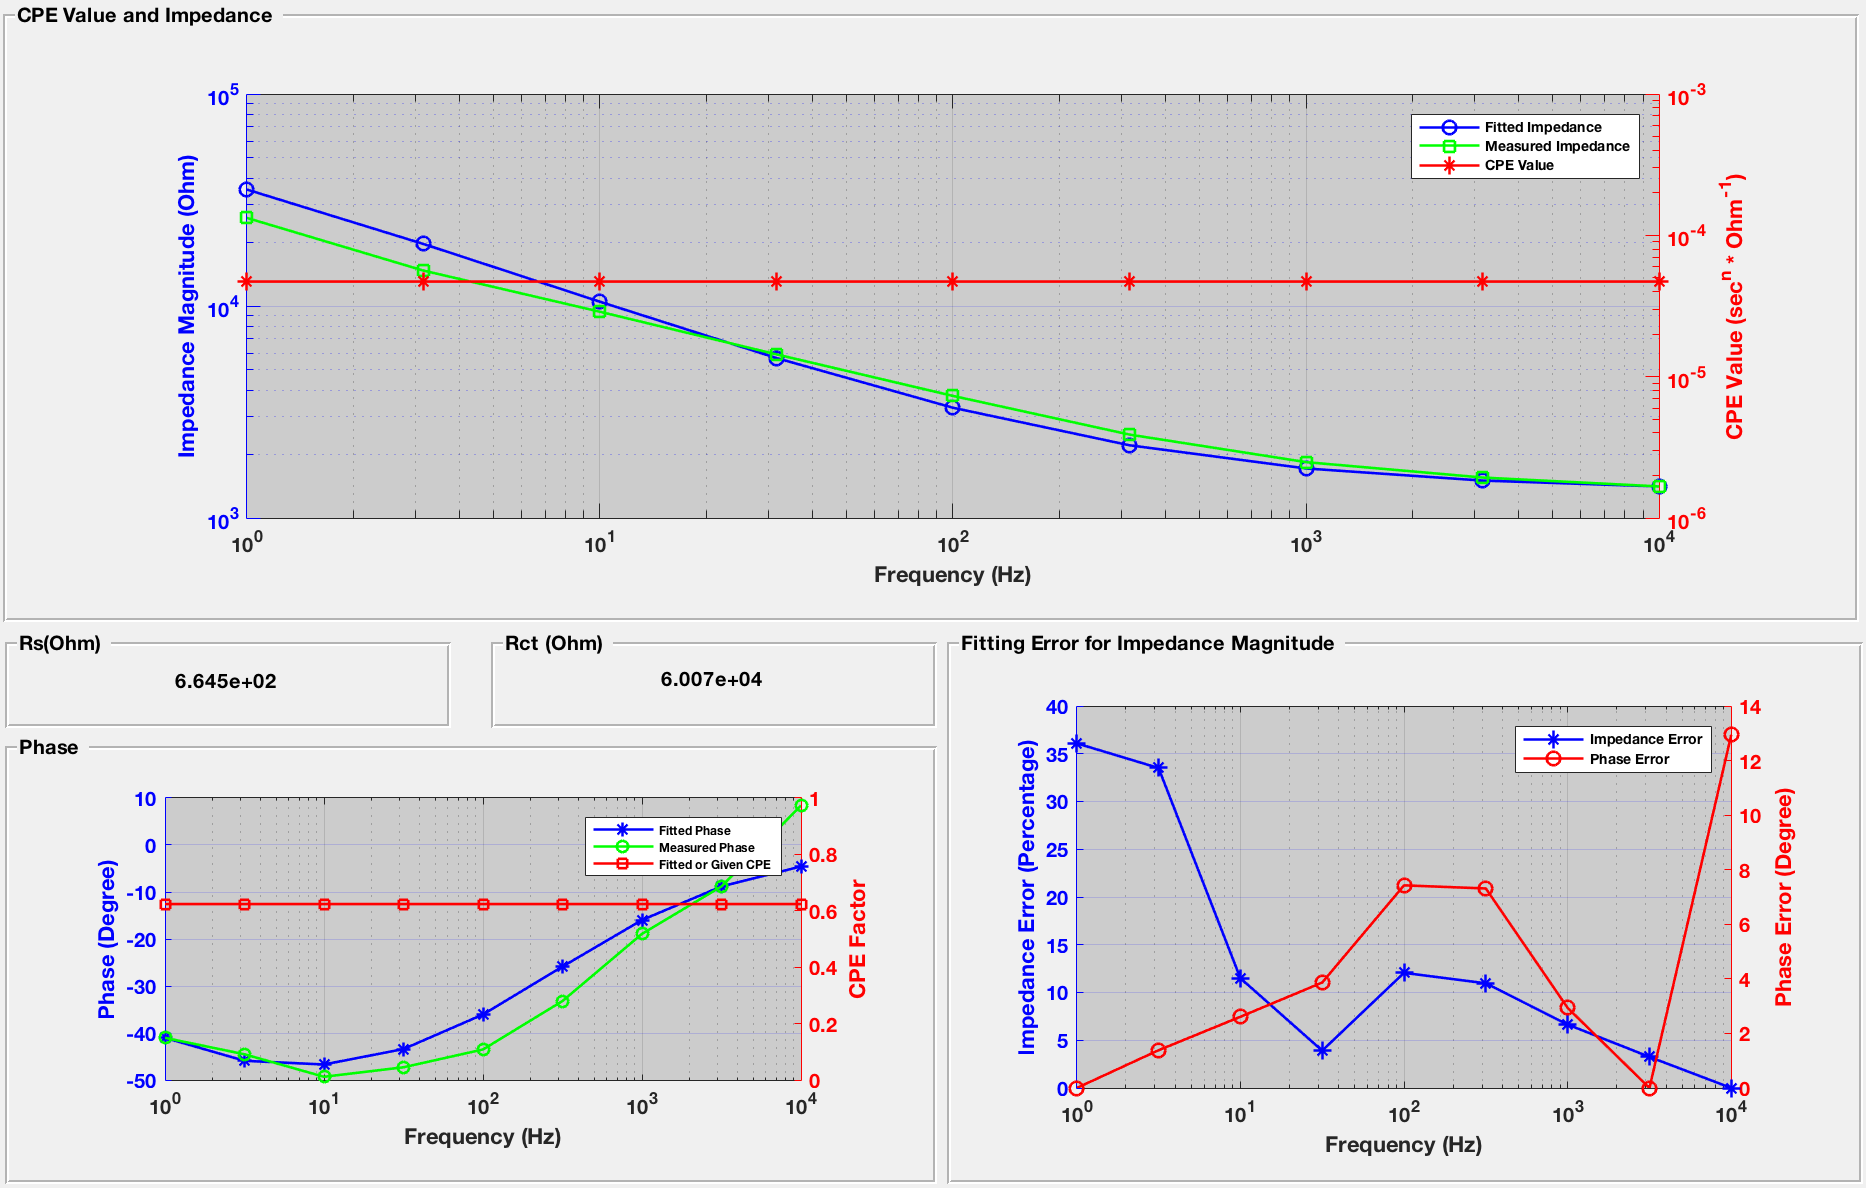 CPE Value and Impedance
10^5
10^4
10^3
Impedance Magnitude (Ohm)
10^-3
10^-4
10^-5
10^-6
CPE Value (sec^n * Ohm^-1)
Fitted Impedance
Measured Impedance
CPE Value
10^0 10^1 10^2 10^3 10^4
Frequency (Hz)
Rs(Ohm)
6.645e+02
Rct (Ohm)
6.007e+04
Phase
10
0
-10
-20
-30
-40
-50
Phase (Degree)
1
0.8
0.6
0.4
0.2
0
CPE Factor
Fitted Phase
Measured Phase
Fitted or Given CPE
10^0 10^1 10^2 10^3 10^4
Frequency (Hz)
Fitting Error for Impedance Magnitude
40
35
30
25
20
15
10
5
0
Impedance Error (Percentage)
14
12
10
8
6
4
2
0
Phase Error (Degree)
Impedance Error
Phase Error
10^0 10^1 10^2 10^3 10^4
Frequency (Hz)